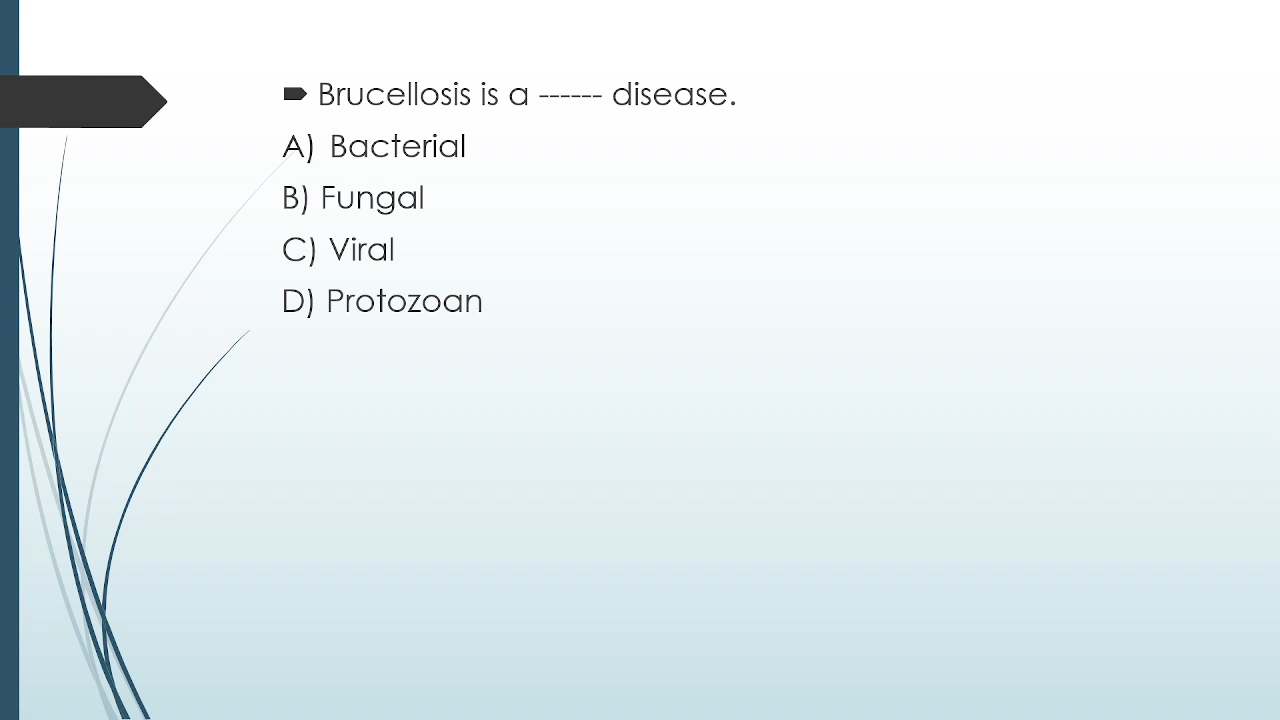 Brucellosis is a ------ disease.
A) Bacterial
B) Fungal
C) Viral
D) Protozoan